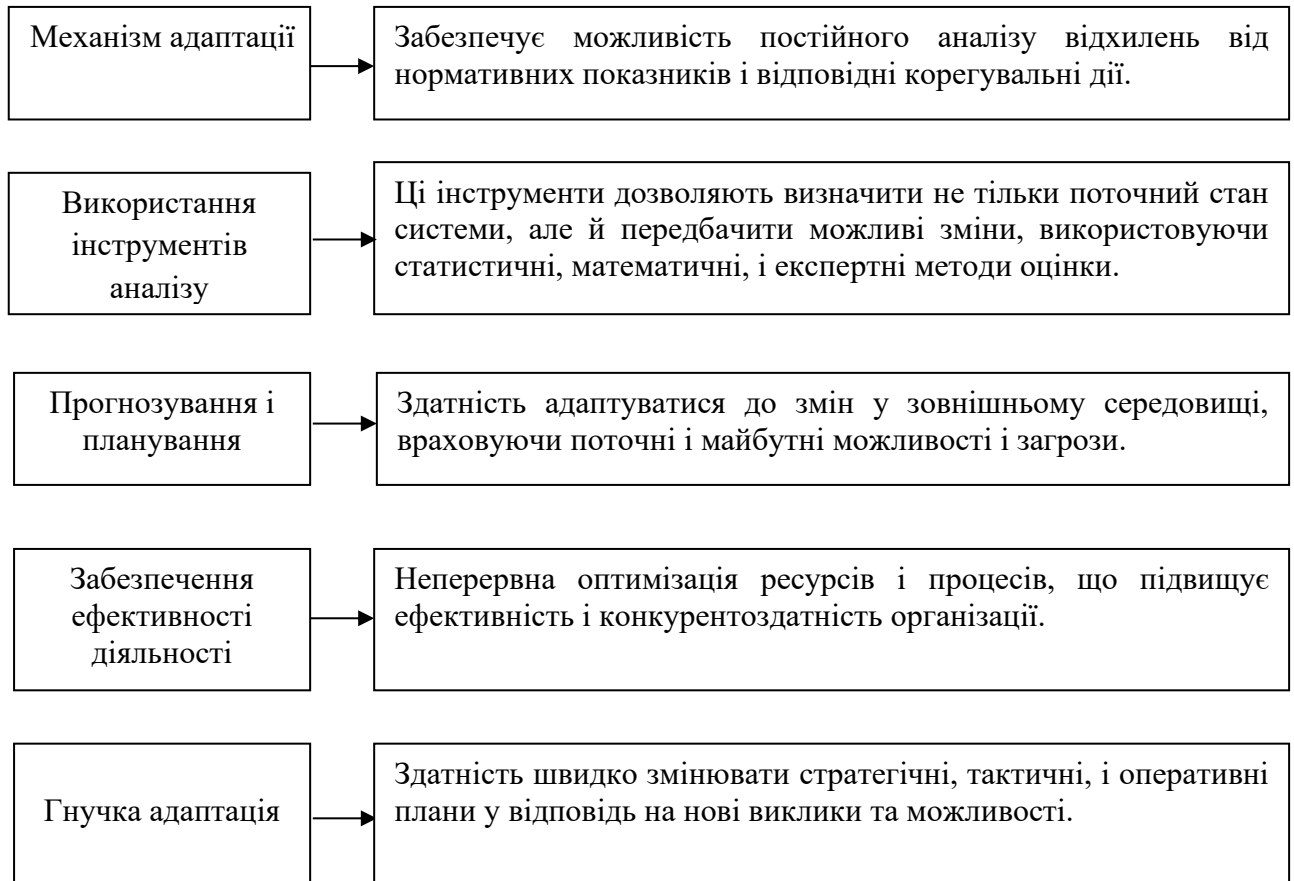 Механізм адаптації
Забезпечує можливість постійного аналізу відхилень від
нормативних показників і відповідні корегувальні дії.
Використання
інструментів
аналізу
Ці інструменти дозволяють визначити не тільки поточний стан
системи, але й передбачити можливі зміни, використовуючи
статистичні, математичні, і експертні методи оцінки.
Прогнозування і
планування
Здатність адаптуватися до змін у зовнішньому середовищі,
враховуючи поточні і майбутні можливості і загрози.
Забезпечення
ефективності
діяльності
Неперервна оптимізація ресурсів і процесів, що підвищує
ефективність і конкурентоздатність організації.
Гнучка адаптація
Здатність швидко змінювати стратегічні, тактичні, і оперативні
плани у відповідь на нові виклики та можливості.